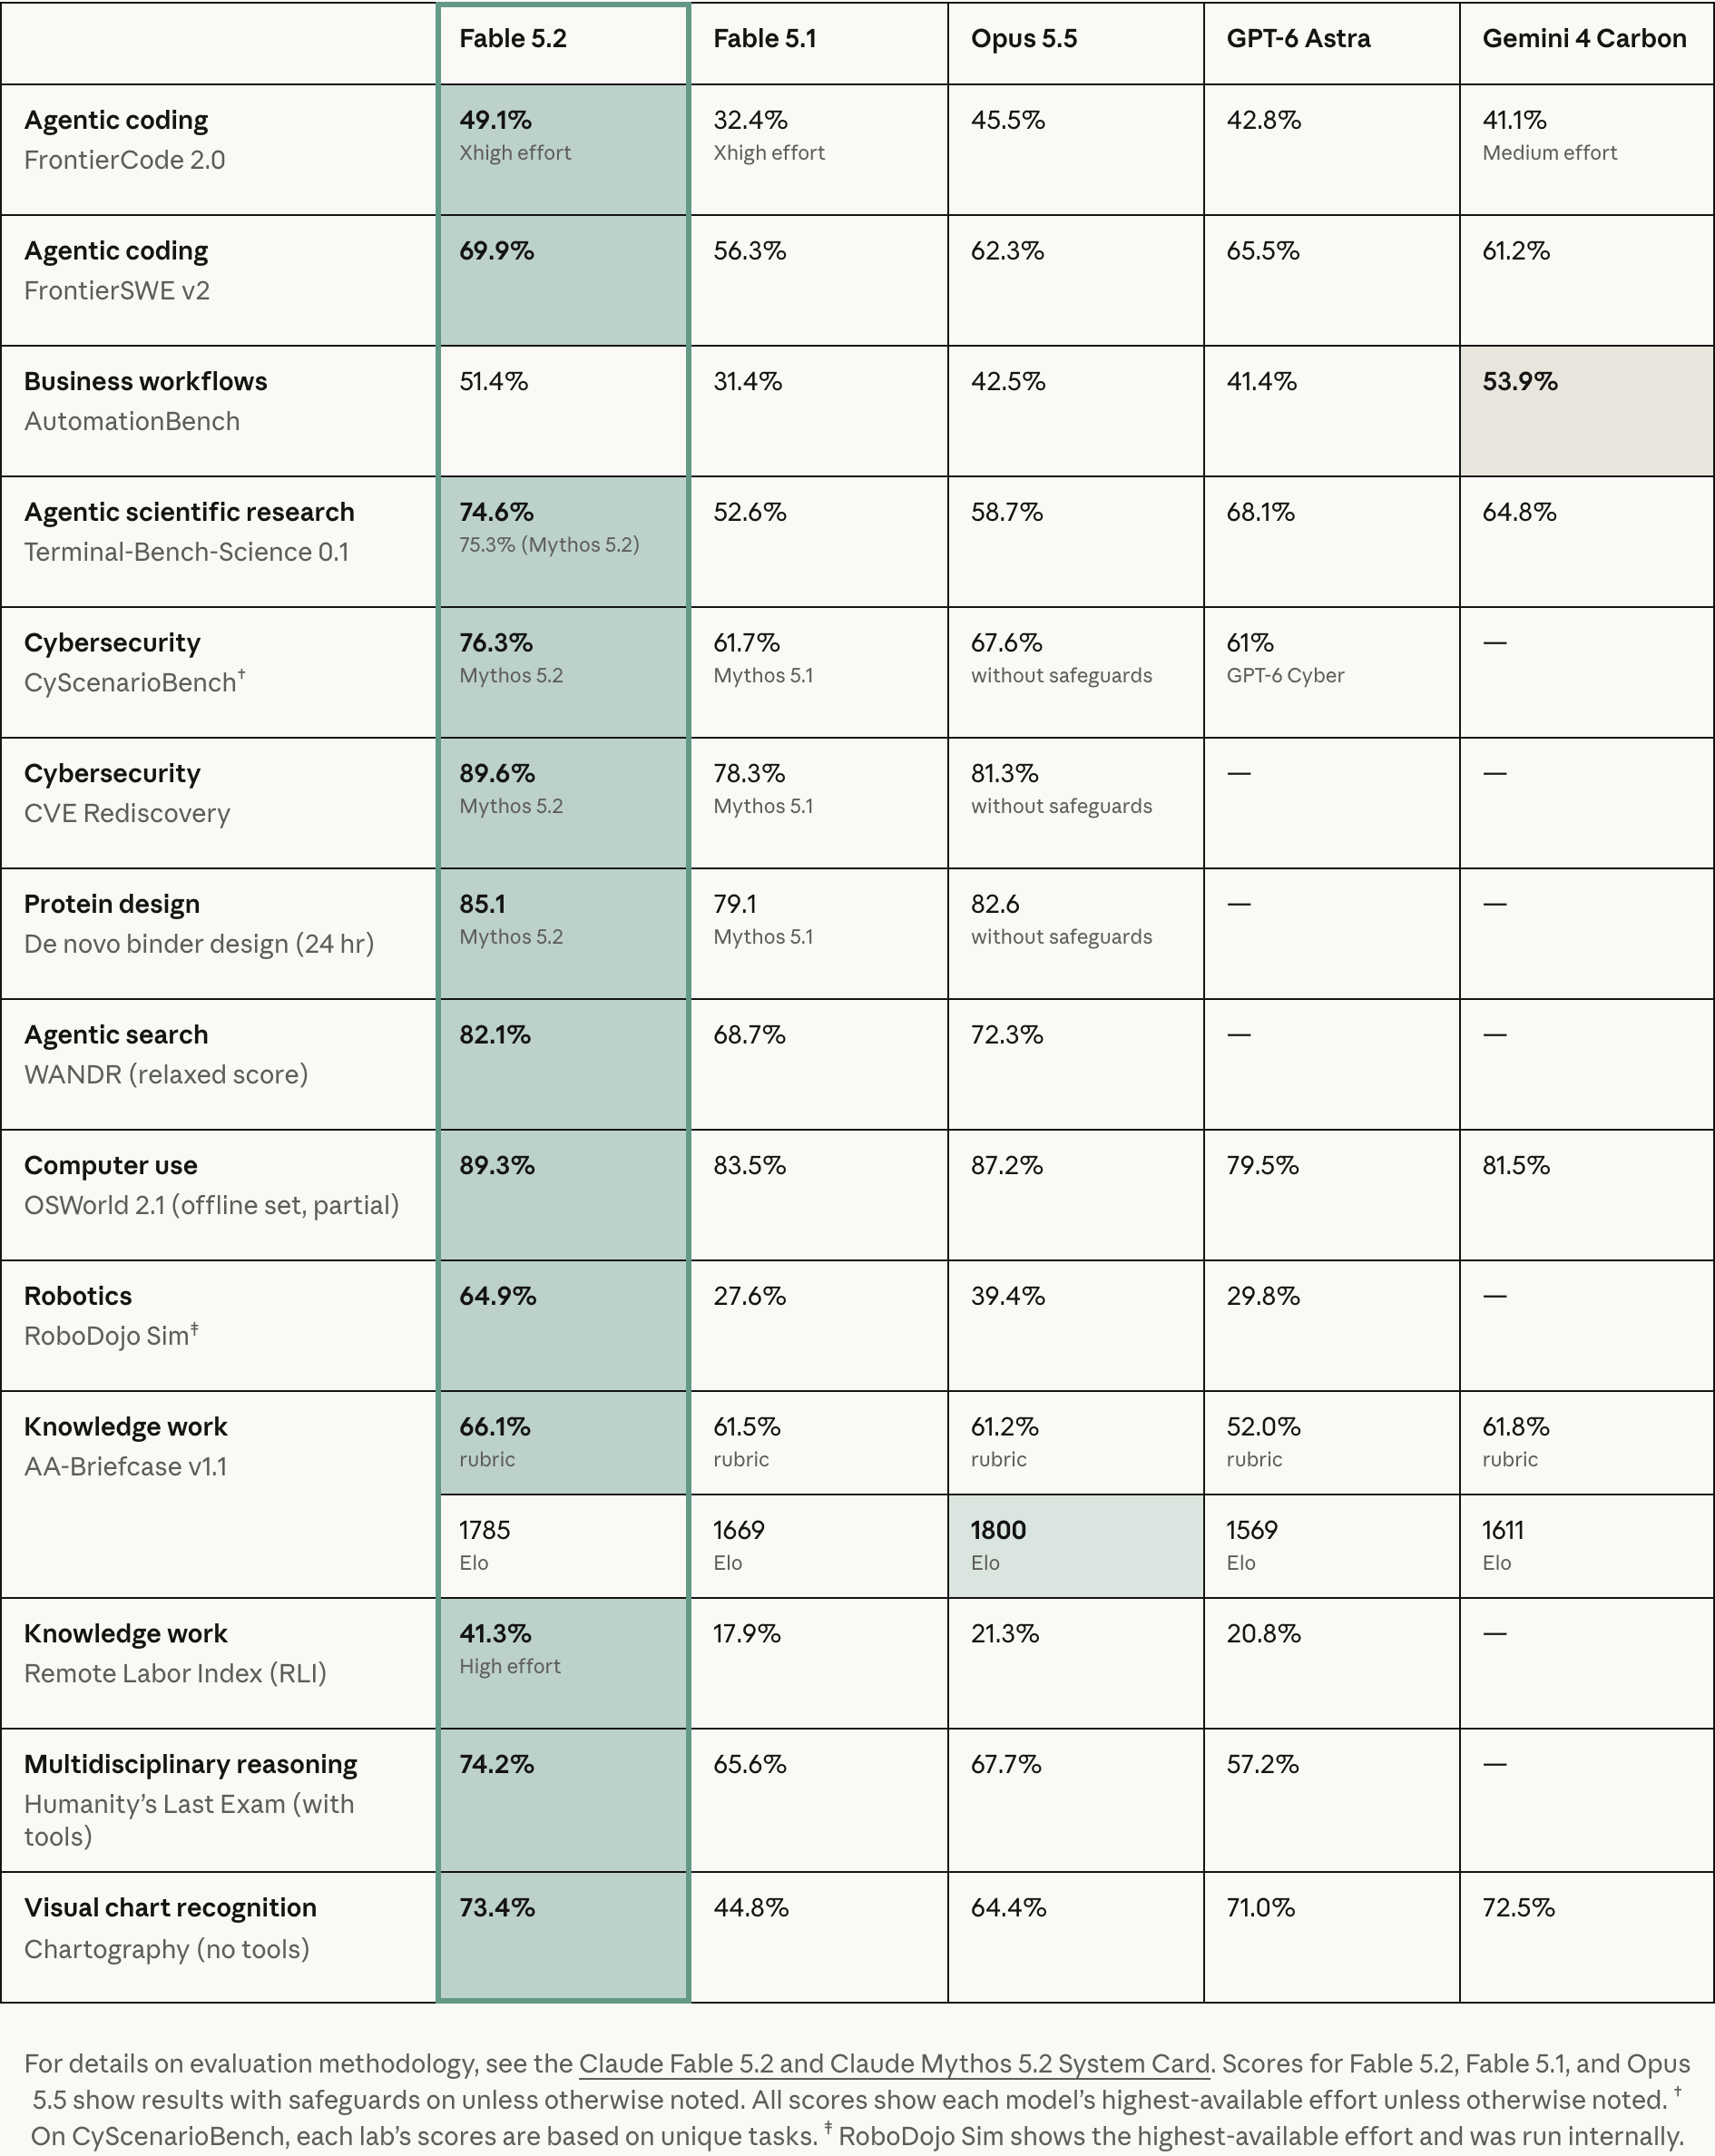 Fable 5.2 Fable 5.1 Opus 5.5 GPT-6 Astra Gemini 4 Carbon
Agentic coding 49.1% 32.4% 45.5% 42.8% 41.1%
FrontierCode 2.0 Xhigh effort Xhigh effort Medium effort
Agentic coding 69.9% 56.3% 62.3% 65.5% 61.2%
FrontierSWE v2
Business workflows 51.4% 31.4% 42.5% 41.4% 53.9%
AutomationBench
Agentic scientific research 74.6% 52.6% 58.7% 68.1% 64.8%
Terminal-Bench-Science 0.1 75.3% (Mythos 5.2)
Cybersecurity 76.3% 61.7% 67.6% 61% —
CyScenarioBench† Mythos 5.2 Mythos 5.1 without safeguards GPT-6 Cyber
Cybersecurity 89.6% 78.3% 81.3% — —
CVE Rediscovery Mythos 5.2 Mythos 5.1 without safeguards
Protein design 85.1 79.1 82.6 — —
De novo binder design (24 hr) Mythos 5.2 Mythos 5.1 without safeguards
Agentic search 82.1% 68.7% 72.3% — —
WANDR (relaxed score)
Computer use 89.3% 83.5% 87.2% 79.5% 81.5%
OSWorld 2.1 (offline set, partial)
Robotics 64.9% 27.6% 39.4% 29.8% —
RoboDojo Sim‡
Knowledge work 66.1% 61.5% 61.2% 52.0% 61.8%
AA-Briefcase v1.1 rubric rubric rubric rubric rubric
1785 1669 1800 1569 1611
Elo Elo Elo Elo Elo
Knowledge work 41.3% 17.9% 21.3% 20.8% —
Remote Labor Index (RLI) High effort
Multidisciplinary reasoning 74.2% 65.6% 67.7% 57.2% —
Humanity’s Last Exam (with
tools)
Visual chart recognition 73.4% 44.8% 64.4% 71.0% 72.5%
Chartography (no tools)
For details on evaluation methodology, see the Claude Fable 5.2 and Claude Mythos 5.2 System Card. Scores for Fable 5.2, Fable 5.1, and Opus
5.5 show results with safeguards on unless otherwise noted. All scores show each model’s highest-available effort unless otherwise noted. †
On CyScenarioBench, each lab’s scores are based on unique tasks. ‡ RoboDojo Sim shows the highest-available effort and was run internally.